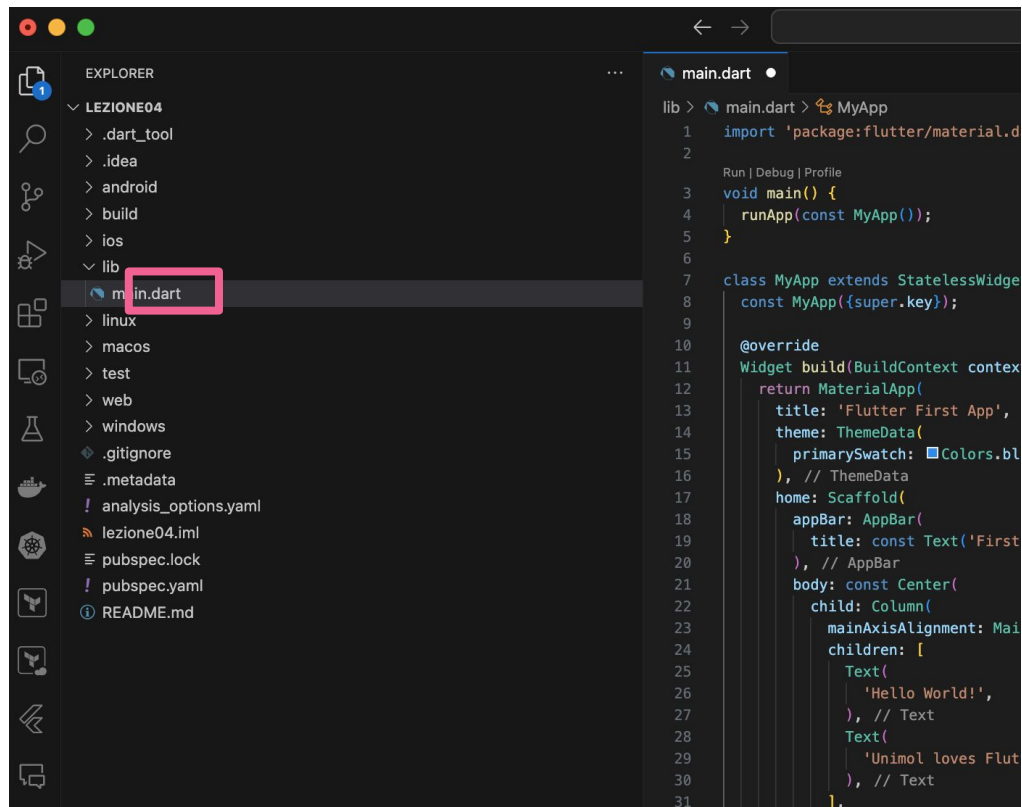 EXPLORER
LEZIONE04
.dart_tool
.idea
android
build
ios
lib
main.dart
linux
macos
test
web
windows
.gitignore
.metadata
analysis_options.yaml
lezione04.iml
pubspec.lock
pubspec.yaml
README.md
1
main.dart
lib > main.dart > MyApp
1 import 'package:flutter/material.d
2
Run | Debug | Profile
3 void main() {
4 runApp(const MyApp());
5 }
6
7 class MyApp extends StatelessWidge
8 const MyApp({super.key});
9
10 @override
11 Widget build(BuildContext contex
12 return MaterialApp(
13 title: 'Flutter First App',
14 theme: ThemeData(
15 primarySwatch: Colors.bl
16 ), // ThemeData
17 home: Scaffold(
18 appBar: AppBar(
19 title: const Text('First
20 ), // AppBar
21 body: const Center(
22 child: Column(
23 mainAxisAlignment: Mai
24 children: [
25 Text(
26 'Hello World!',
27 ), // Text
28 Text(
29 'Unimol loves Flut
30 ), // Text
31 ],